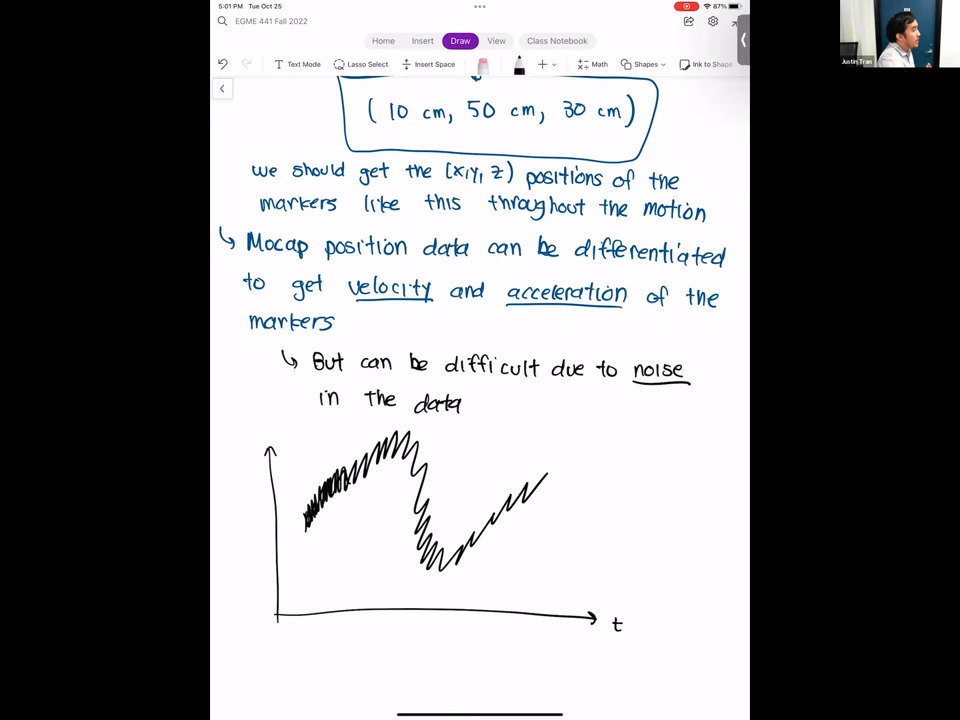 5:01 PM Tue Oct 25
87%
EGME 441 Fall 2022
Home Insert Draw View Class Notebook
Text Mode Lasso Select Insert Space Math Shapes Ink to Shape
Justin Tran
(10 cm, 50 cm, 30 cm)
we should get the (x,y,z) positions of the
markers like this throughout the motion
↳ Mocap position data can be differentiated
to get velocity and acceleration of the
markers
↳ But can be difficult due to noise
in the data
t